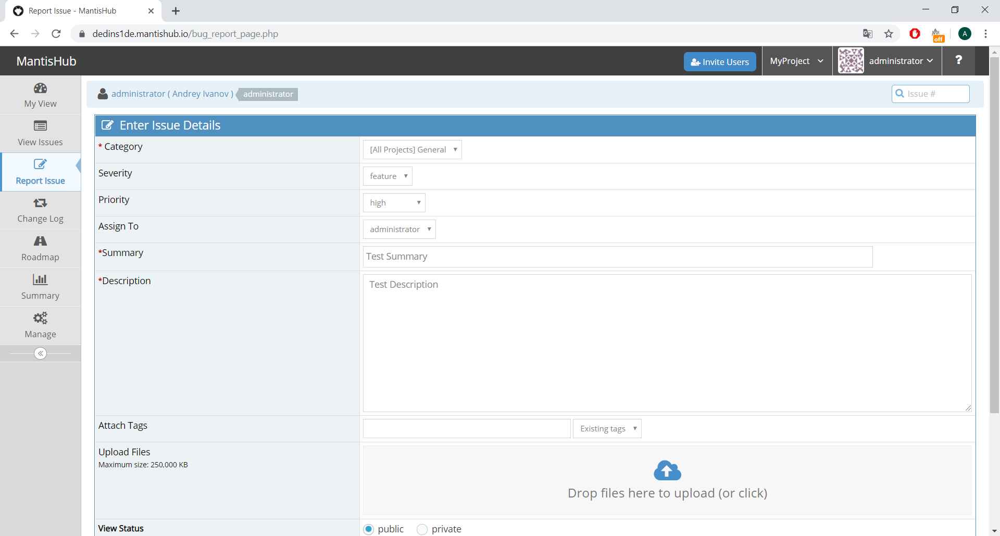 Report Issue - MantisHub
dedins1de.mantishub.io/bug_report_page.php
off
A
MantisHub
Invite Users
MyProject
administrator
?
My View
View Issues
Report Issue
Change Log
Roadmap
Summary
Manage
administrator ( Andrey Ivanov )
administrator
Issue #
Enter Issue Details
* Category
[All Projects] General
Severity
feature
Priority
high
Assign To
administrator
*Summary
Test Summary
*Description
Test Description
Attach Tags
Existing tags
Upload Files
Maximum size: 250,000 KB
Drop files here to upload (or click)
View Status
public
private